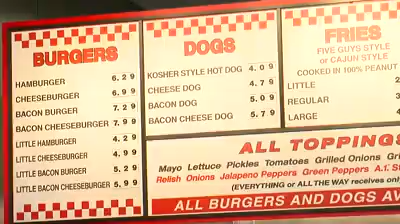 BURGERS
HAMBURGER 6.29
CHEESEBURGER 6.99
BACON BURGER 7.29
BACON CHEESEBURGER 7.99
LITTLE HAMBURGER 4.29
LITTLE CHEESEBURGER 4.99
LITTLE BACON BURGER 5.29
LITTLE BACON CHEESEBURGER 5.99
DOGS
KOSHER STYLE HOT DOG 4.09
CHEESE DOG 4.79
BACON DOG 5.09
BACON CHEESE DOG 5.79
FRIES
FIVE GUYS STYLE
or CAJUN STYLE
COOKED IN 100% PEANUT
LITTLE
REGULAR
LARGE
ALL TOPPINGS
Mayo Lettuce Pickles Tomatoes Grilled Onions
Relish Onions Jalapeno Peppers Green Peppers A.1.
(EVERYTHING or ALL THE WAY receives only
ALL BURGERS AND DOGS